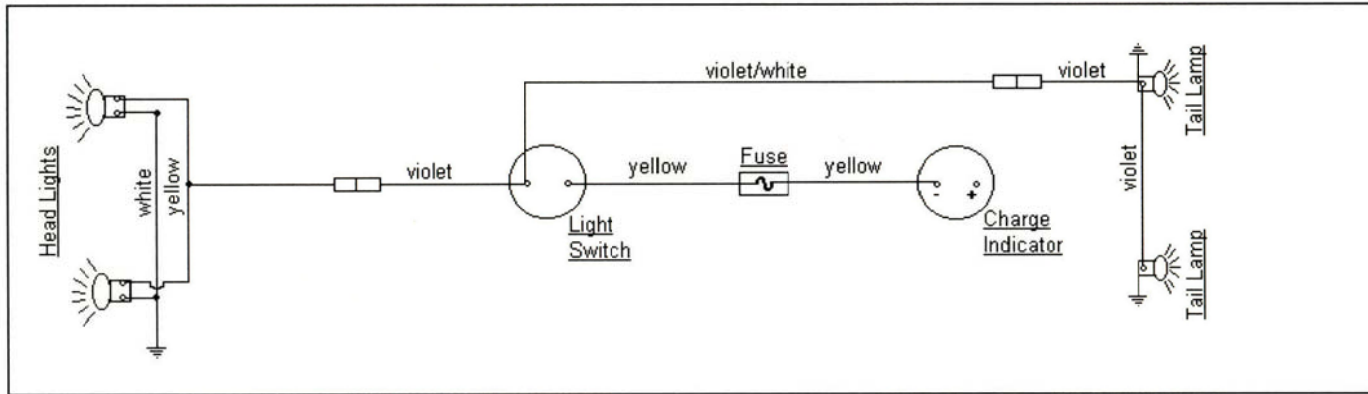 violet/white
violet
Tail Lamp
Head Lights
white
yellow
violet
Light
Switch
yellow
Fuse
yellow
-
+
Charge
Indicator
violet
Tail Lamp